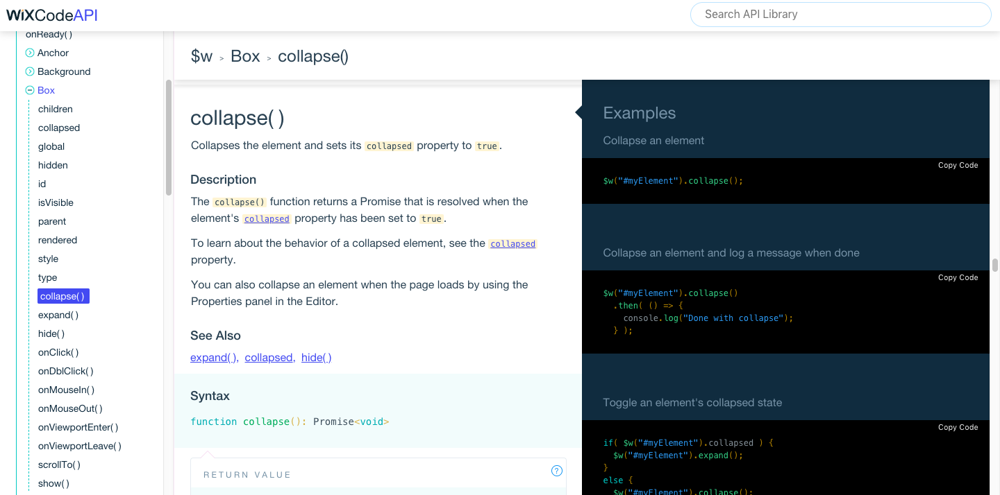 WiXCodeAPI
Search API Library
onReady( )
Anchor
Background
Box
children
collapsed
global
hidden
id
isVisible
parent
rendered
style
type
collapse( )
expand( )
hide( )
onClick( )
onDblClick( )
onMouseIn( )
onMouseOut( )
onViewportEnter( )
onViewportLeave( )
scrollTo( )
show( )
$w > Box > collapse()
collapse( )
Collapses the element and sets its collapsed property to true.
Description
The collapse() function returns a Promise that is resolved when the
element's collapsed property has been set to true.
To learn about the behavior of a collapsed element, see the collapsed
property.
You can also collapse an element when the page loads by using the
Properties panel in the Editor.
See Also
expand( ), collapsed, hide( )
Syntax
function collapse(): Promise<void>
RETURN VALUE
?
Examples
Collapse an element
Copy Code
$w("#myElement").collapse();
Collapse an element and log a message when done
Copy Code
$w("#myElement").collapse()
  .then( () => {
    console.log("Done with collapse");
  } );
Toggle an element's collapsed state
Copy Code
if( $w("#myElement").collapsed ) {
  $w("#myElement").expand();
}
else {
  $w("#myElement").collapse();